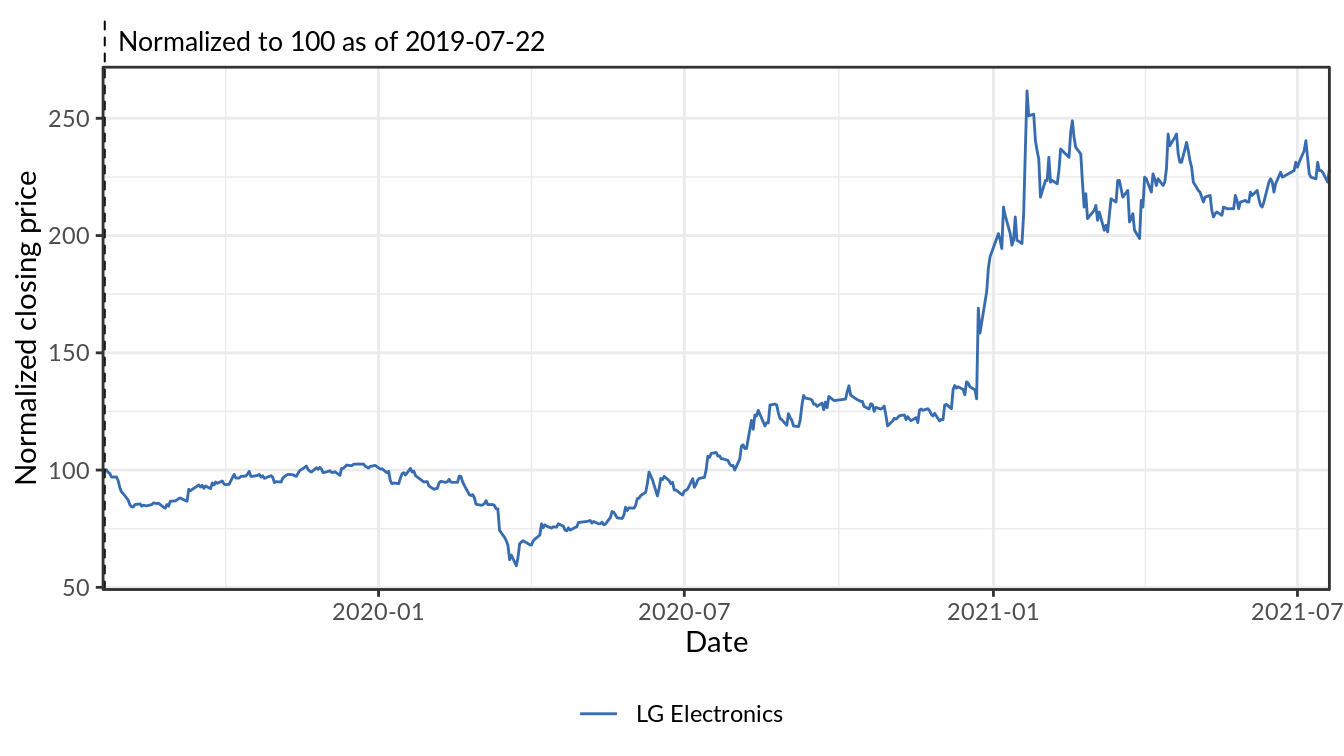 Normalized to 100 as of 2019-07-22
250
200
150
100
50
Normalized closing price
2020-01
2020-07
2021-01
2021-07
Date
LG Electronics